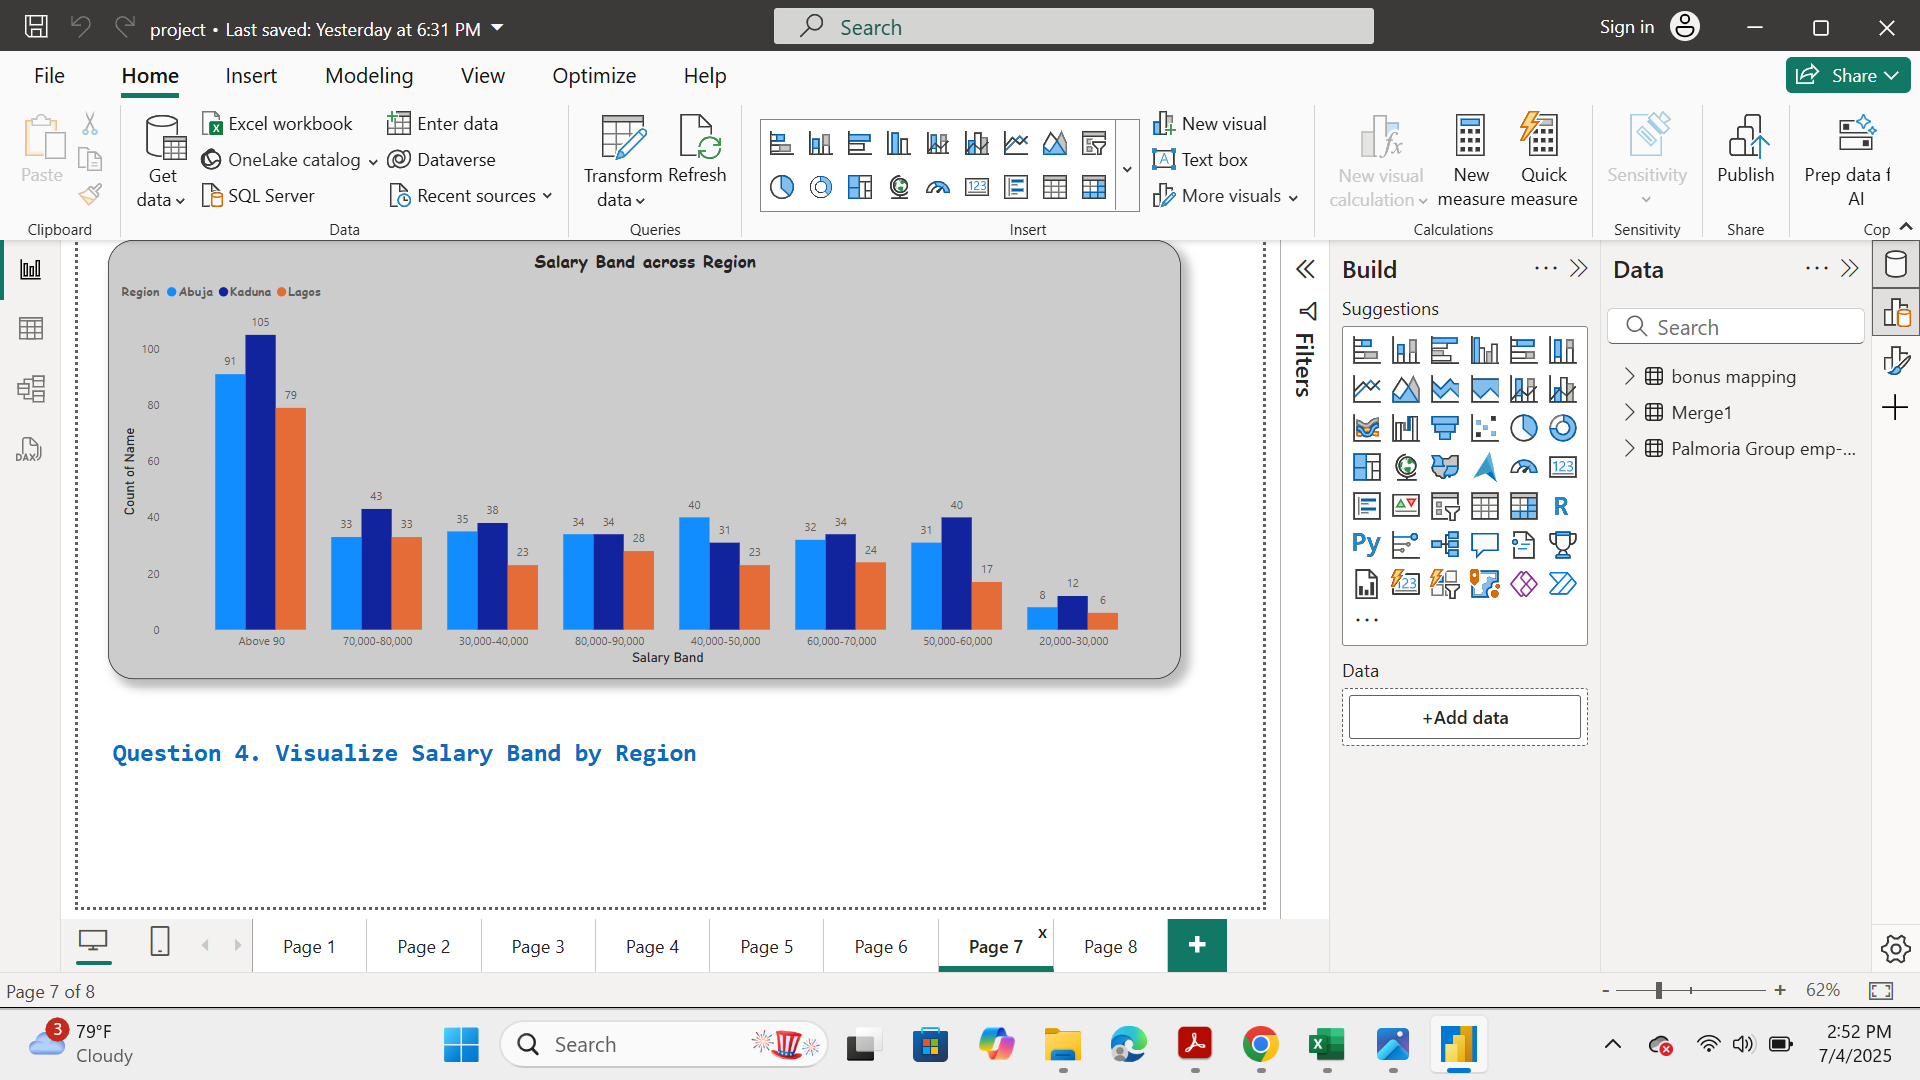 project • Last saved: Yesterday at 6:31 PM
Search
Sign in
File
Home
Insert
Modeling
View
Optimize
Help
Share
Paste
Clipboard
Get data
Excel workbook
OneLake catalog
SQL Server
Enter data
Dataverse
Recent sources
Data
Transform data
Refresh
Queries
New visual
Text box
More visuals
Insert
New visual calculation
New measure
Quick measure
Calculations
Sensitivity
Sensitivity
Publish
Share
Prep data f
AI
Cop
Salary Band across Region
Region Abuja Kaduna Lagos
Count of Name
100
80
60
40
20
0
91 105 79
33 43 33
35 38 23
34 34 28
40 31 23
32 34 24
31 40 17
8 12 6
Above 90 70,000-80,000 30,000-40,000 80,000-90,000 40,000-50,000 60,000-70,000 50,000-60,000 20,000-30,000
Salary Band
Question 4. Visualize Salary Band by Region
Filters
Build
Suggestions
123
R
Py
123
Data
+Add data
Data
Search
bonus mapping
Merge1
Palmoria Group emp-...
DAX
Page 1
Page 2
Page 3
Page 4
Page 5
Page 6
Page 7
x
Page 8
+
Page 7 of 8
- + 62%
3
79°F
Cloudy
Search
2:52 PM
7/4/2025